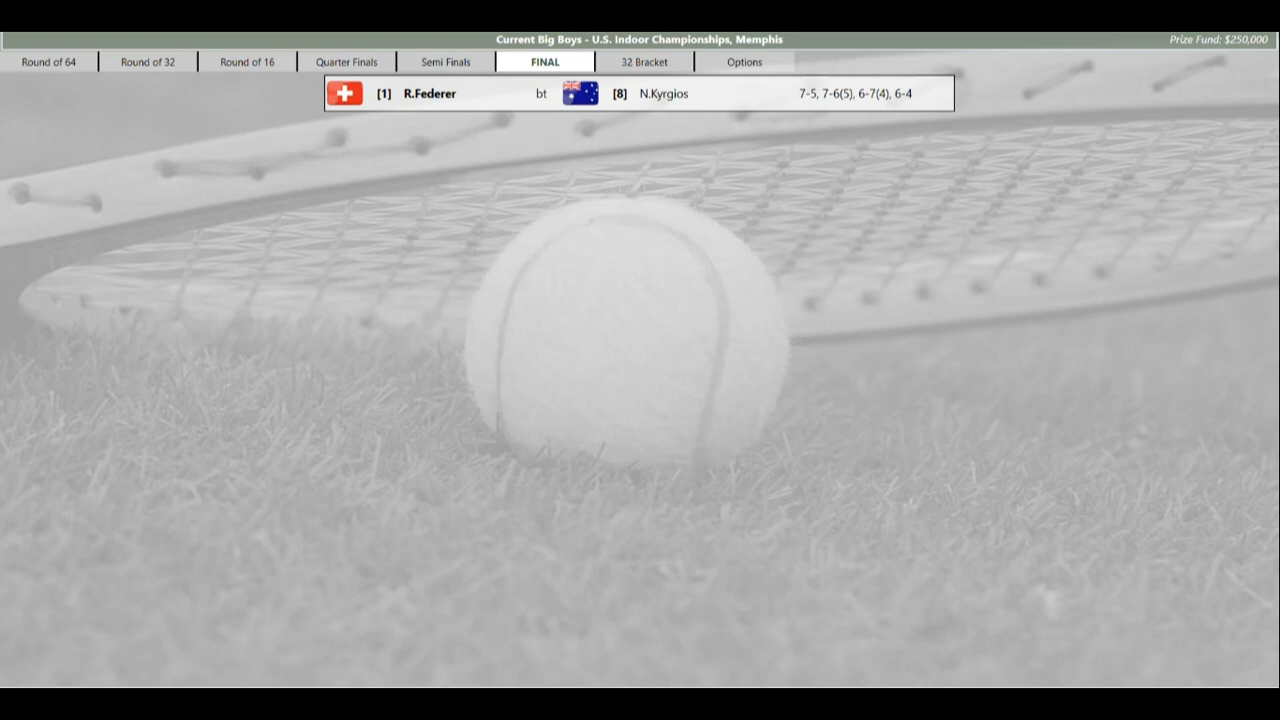 Current Big Boys - U.S. Indoor Championships, Memphis
Prize Fund: $250,000
Round of 64
Round of 32
Round of 16
Quarter Finals
Semi Finals
FINAL
32 Bracket
Options
[1] R.Federer bt [8] N.Kyrgios 7-5, 7-6(5), 6-7(4), 6-4